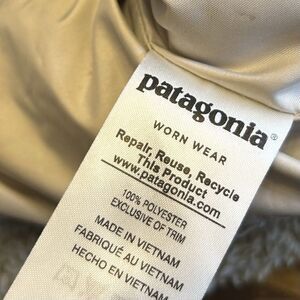 patagonia®
WORN WEAR
Repair, Reuse, Recycle
This Product
www.patagonia.com
100% POLYESTER
EXCLUSIVE OF TRIM
MADE IN VIETNAM
FABRIQUÉ AU VIETNAM
HECHO EN VIETNAM